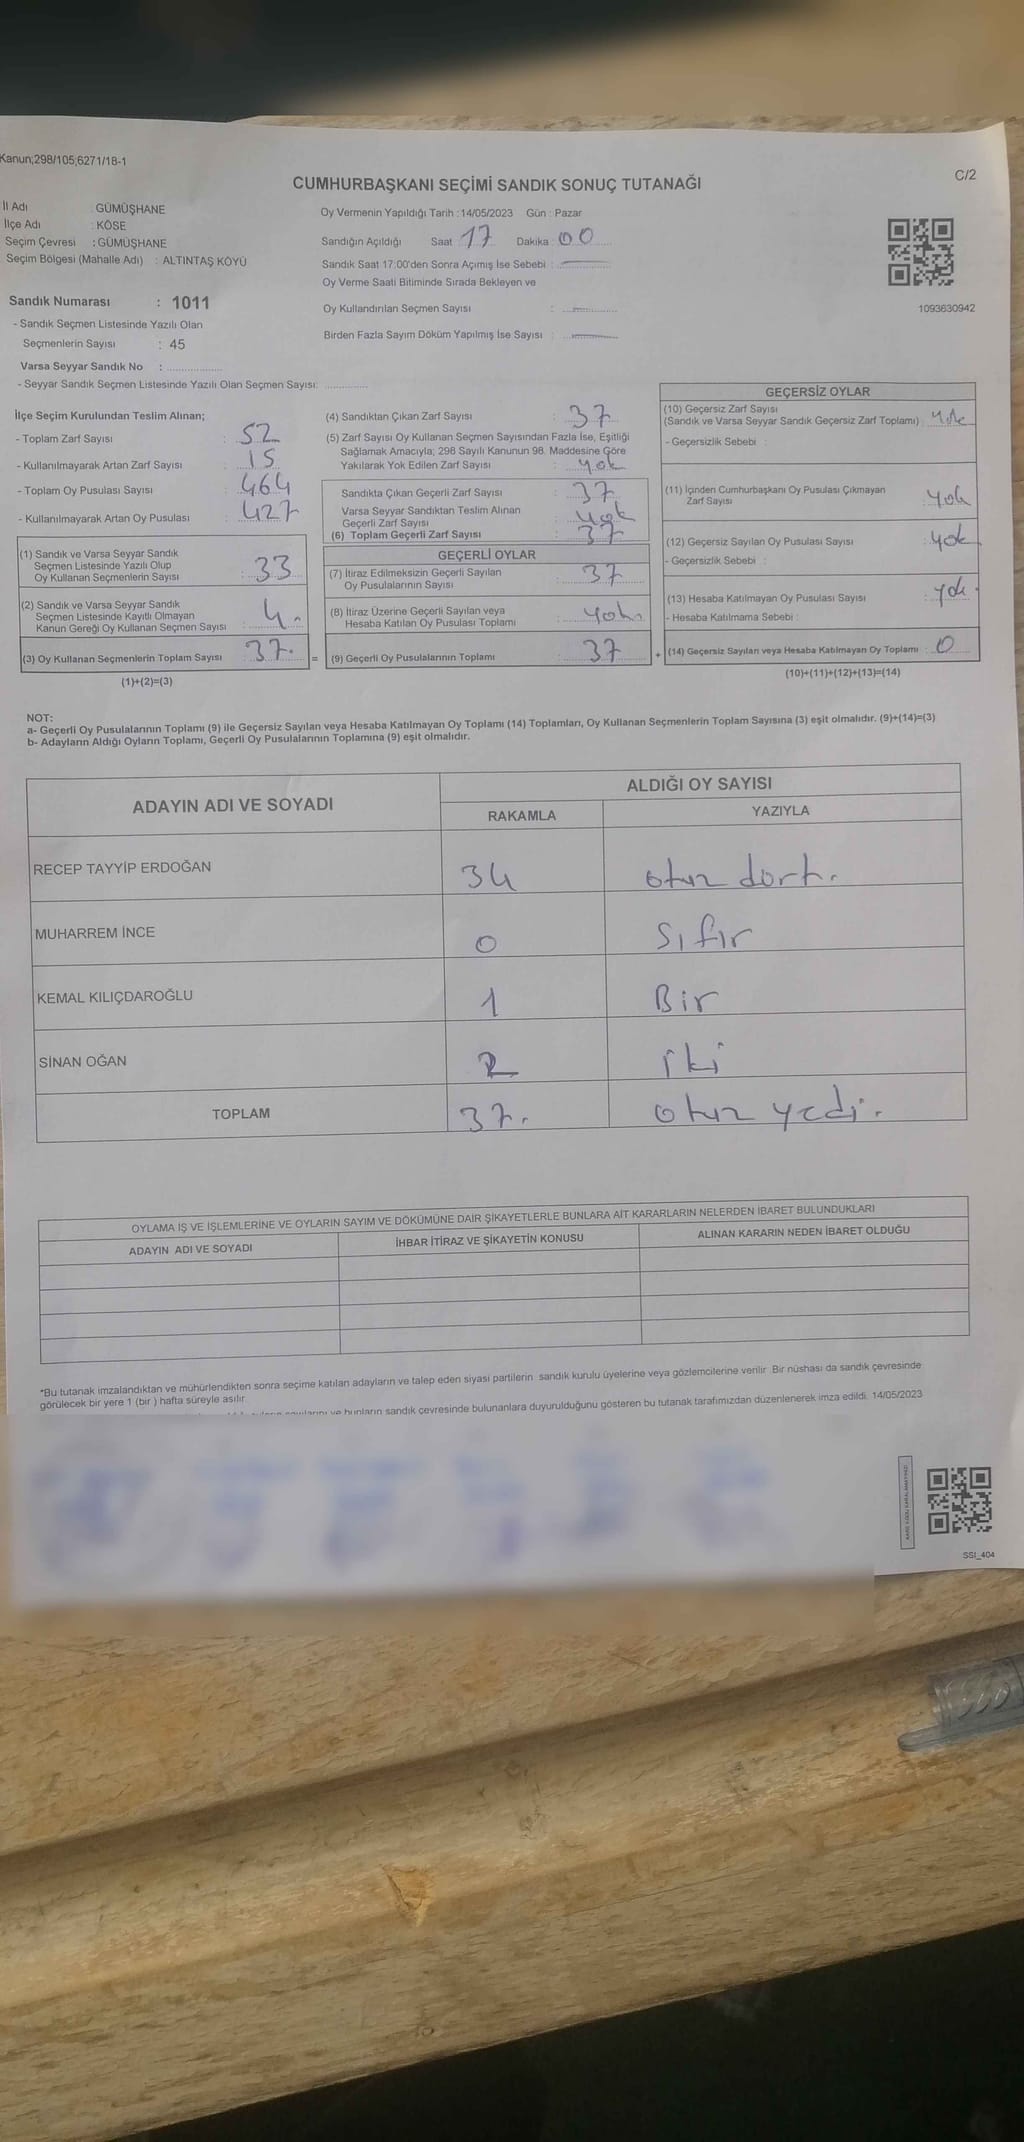 Kanun;298/105;6271/18-1
C/2
CUMHURBAŞKANI SEÇİMİ SANDIK SONUÇ TUTANAĞI
İl Adı : GÜMÜŞHANE
İlçe Adı : KÖSE
Seçim Çevresi : GÜMÜŞHANE
Seçim Bölgesi (Mahalle Adı) : ALTINTAŞ KÖYÜ
Sandık Numarası : 1011
- Sandık Seçmen Listesinde Yazılı Olan
Seçmenlerin Sayısı : 45
Varsa Seyyar Sandık No :
- Seyyar Sandık Seçmen Listesinde Yazılı Olan Seçmen Sayısı:
Oy Vermenin Yapıldığı Tarih : 14/05/2023 Gün : Pazar
Sandığın Açıldığı Saat 17 Dakika : 00
Sandık Saat 17:00'den Sonra Açımış İse Sebebi :
Oy Verme Saati Bitiminde Sırada Bekleyen ve
Oy Kullandırılan Seçmen Sayısı :
Birden Fazla Sayım Döküm Yapılmış İse Sayısı :
1093630942
İlçe Seçim Kurulundan Teslim Alınan;
- Toplam Zarf Sayısı : 52
- Kullanılmayarak Artan Zarf Sayısı : 15
- Toplam Oy Pusulası Sayısı : 464
- Kullanılmayarak Artan Oy Pusulası : 427
(1) Sandık ve Varsa Seyyar Sandık
Seçmen Listesinde Yazılı Olup
Oy Kullanan Seçmenlerin Sayısı : 33
(2) Sandık ve Varsa Seyyar Sandık
Seçmen Listesinde Kayıtlı Olmayan
Kanun Gereği Oy Kullanan Seçmen Sayısı : 4.
(3) Oy Kullanan Seçmenlerin Toplam Sayısı : 37.
(1)+(2)=(3)
(4) Sandıktan Çıkan Zarf Sayısı : 37
(5) Zarf Sayısı Oy Kullanan Seçmen Sayısından Fazla İse, Eşitliği
Sağlamak Amacıyla; 298 Sayılı Kanunun 98. Maddesine Göre
Yakılarak Yok Edilen Zarf Sayısı : yok
Sandıkta Çıkan Geçerli Zarf Sayısı : 37
Varsa Seyyar Sandıktan Teslim Alınan
Geçerli Zarf Sayısı : yok
(6) Toplam Geçerli Zarf Sayısı : 37
GEÇERLİ OYLAR
(7) İtiraz Edilmeksizin Geçerli Sayılan
Oy Pusulalarının Sayısı : 37
(8) İtiraz Üzerine Geçerli Sayılan veya
Hesaba Katılan Oy Pusulası Toplamı : yok.
= (9) Geçerli Oy Pusulalarının Toplamı : 37
GEÇERSİZ OYLAR
(10) Geçersiz Zarf Sayısı
(Sandık ve Varsa Seyyar Sandık Geçersiz Zarf Toplamı) : yok
- Geçersizlik Sebebi :
(11) İçinden Cumhurbaşkanı Oy Pusulası Çıkmayan
Zarf Sayısı : yok
(12) Geçersiz Sayılan Oy Pusulası Sayısı : yok
- Geçersizlik Sebebi :
(13) Hesaba Katılmayan Oy Pusulası Sayısı : yok.
- Hesaba Katılmama Sebebi :
+ (14) Geçersiz Sayılan veya Hesaba Katılmayan Oy Toplamı : 0
(10)+(11)+(12)+(13)=(14)
NOT:
a- Geçerli Oy Pusulalarının Toplamı (9) ile Geçersiz Sayılan veya Hesaba Katılmayan Oy Toplamı (14) Toplamları, Oy Kullanan Seçmenlerin Toplam Sayısına (3) eşit olmalıdır. (9)+(14)=(3)
b- Adayların Aldığı Oyların Toplamı, Geçerli Oy Pusulalarının Toplamına (9) eşit olmalıdır.
ADAYIN ADI VE SOYADI ALDIĞI OY SAYISI
RAKAMLA YAZIYLA
RECEP TAYYİP ERDOĞAN 34 otuz dört.
MUHARREM İNCE 0 Sıfır
KEMAL KILIÇDAROĞLU 1 Bir
SİNAN OĞAN 2 iki
TOPLAM 37. otuz yedi.
OYLAMA İŞ VE İŞLEMLERİNE VE OYLARIN SAYIM VE DÖKÜMÜNE DAİR ŞİKAYETLERLE BUNLARA AİT KARARLARIN NELERDEN İBARET BULUNDUKLARI
ADAYIN ADI VE SOYADI İHBAR İTİRAZ VE ŞİKAYETİN KONUSU ALINAN KARARIN NEDEN İBARET OLDUĞU
*Bu tutanak imzalandıktan ve mühürlendikten sonra seçime katılan adayların ve talep eden siyasi partilerin sandık kurulu üyelerine veya gözlemcilerine verilir. Bir nüshası da sandık çevresinde
görülecek bir yere 1 (bir ) hafta süreyle asılır.
ve bunların sandık çevresinde bulunanlara duyurulduğunu gösteren bu tutanak tarafımızdan düzenlenerek imza edildi. 14/05/2023
SSI_404